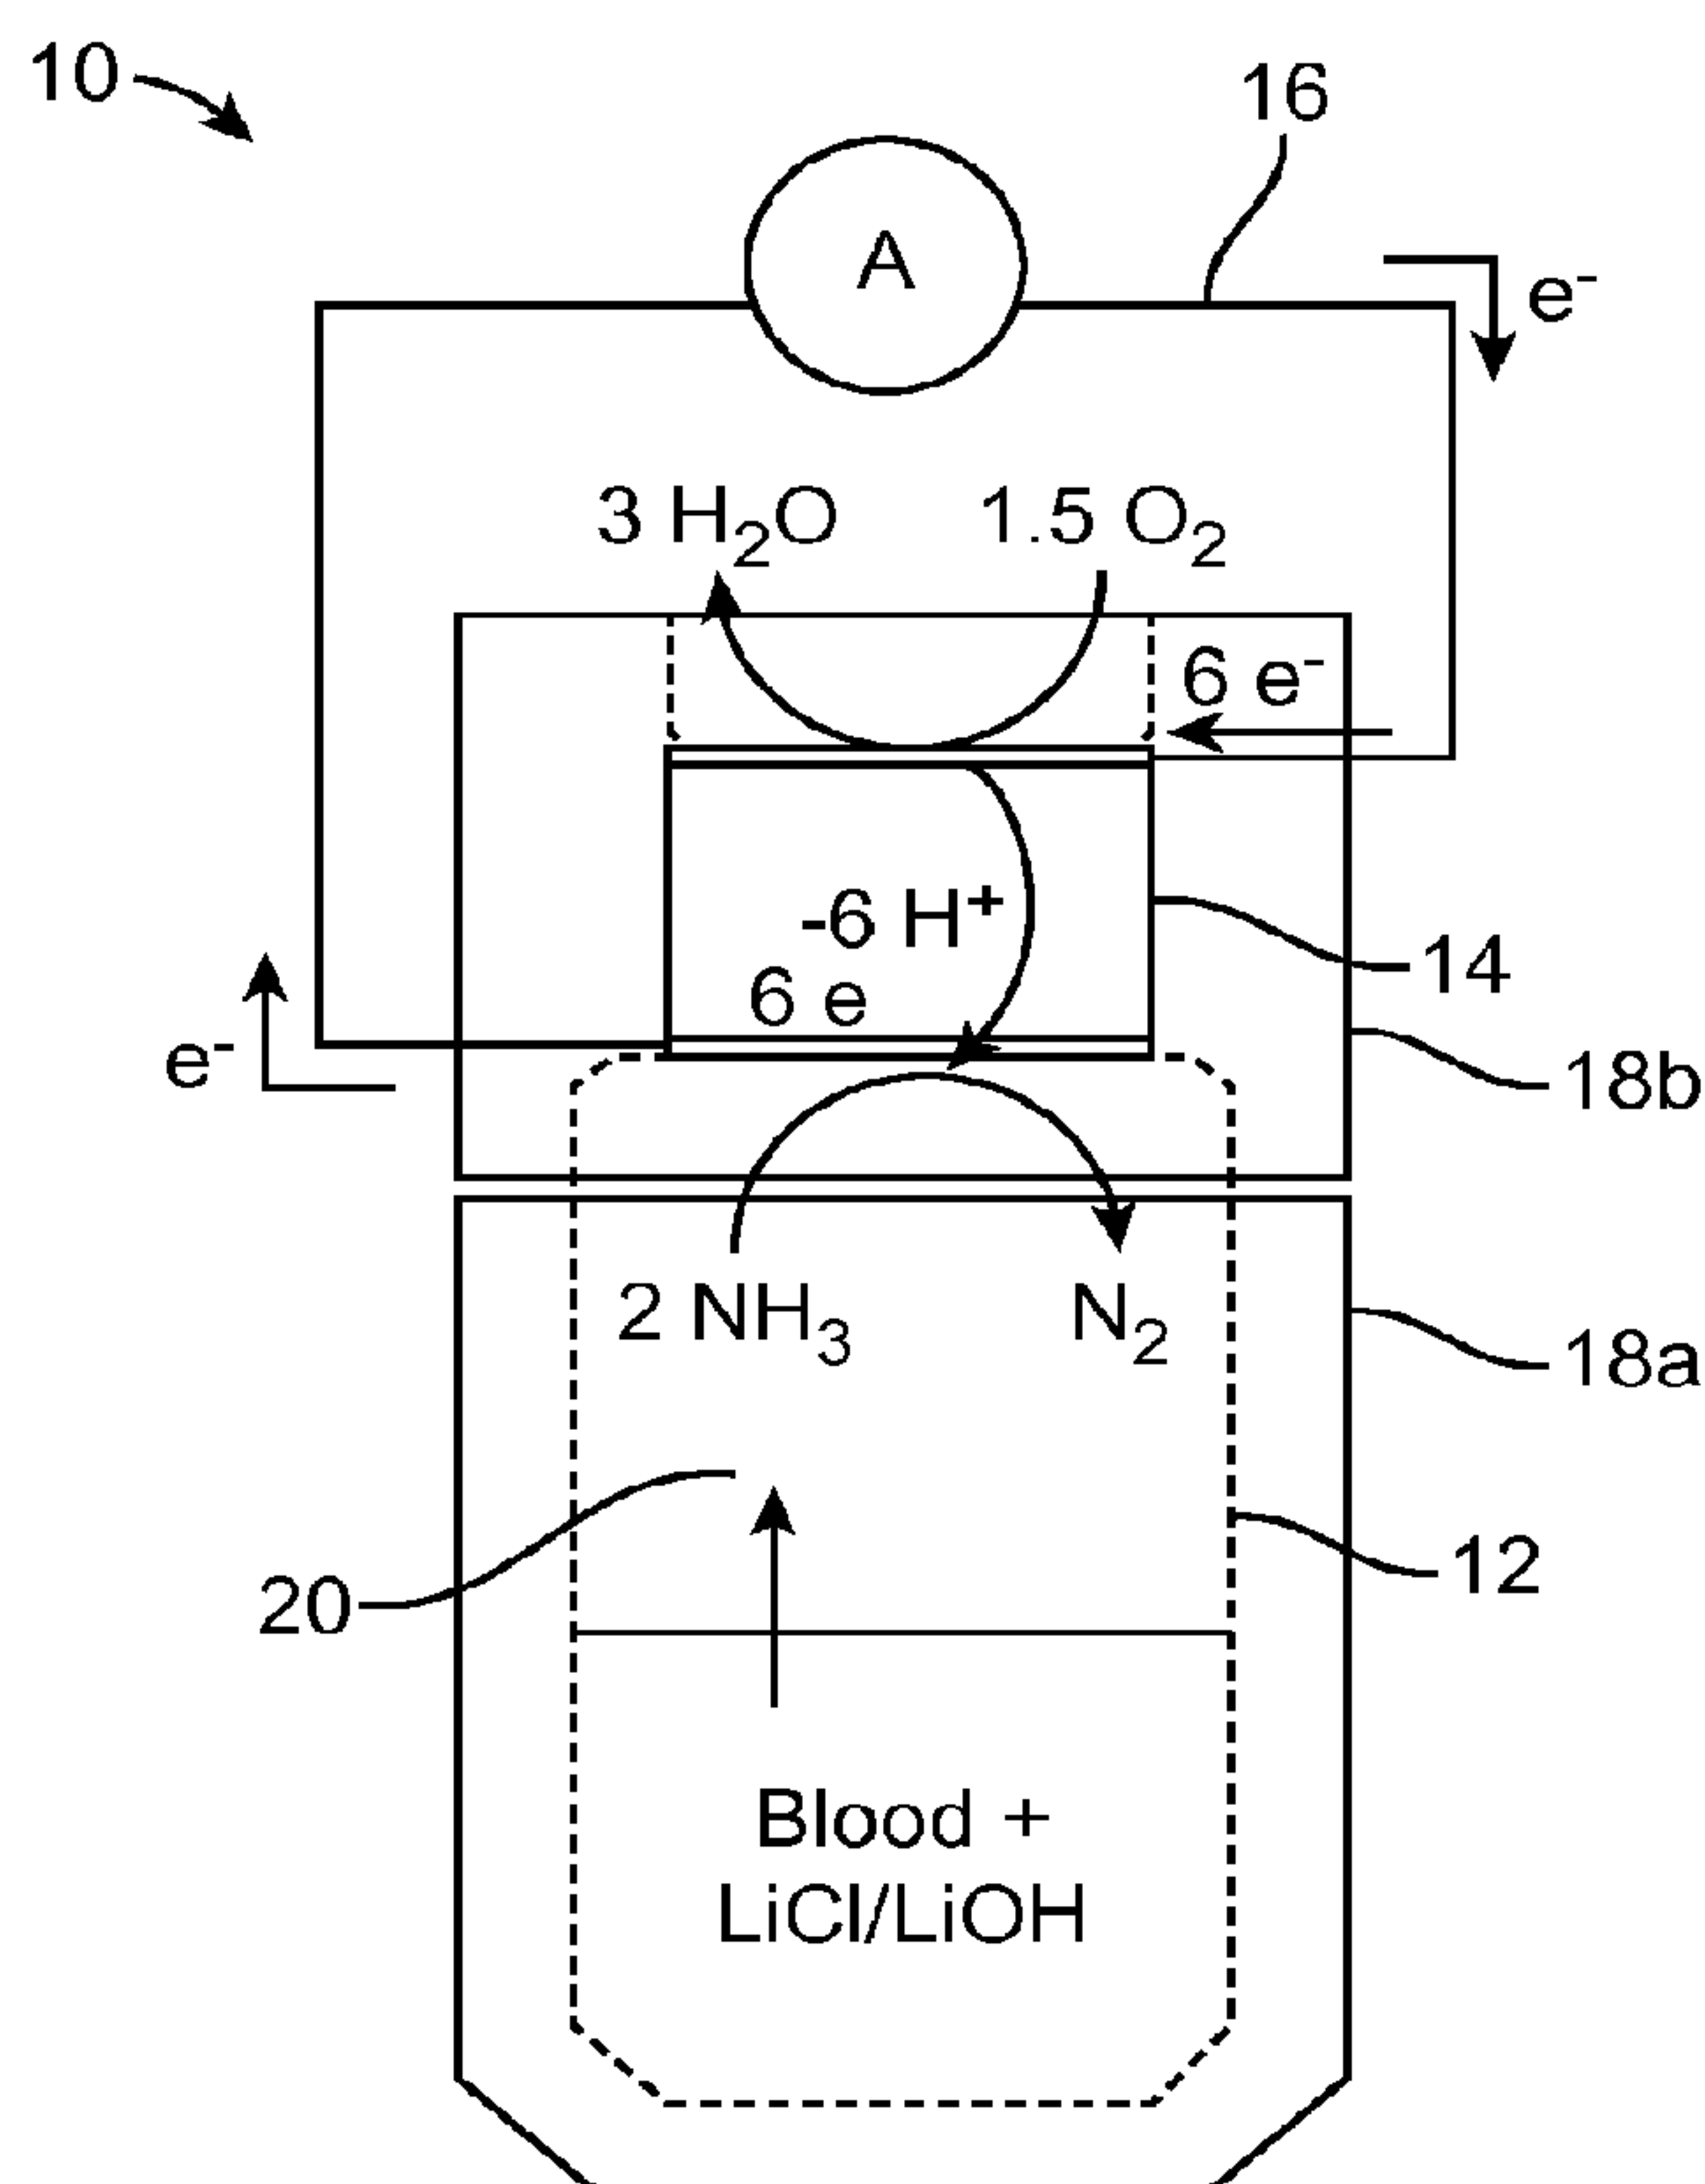 10
16
A
e-
3 H2O 1.5 O2
6 e-
-6 H+
6 e
14
e-
18b
2 NH3 N2
18a
12
20
Blood +
LiCl/LiOH